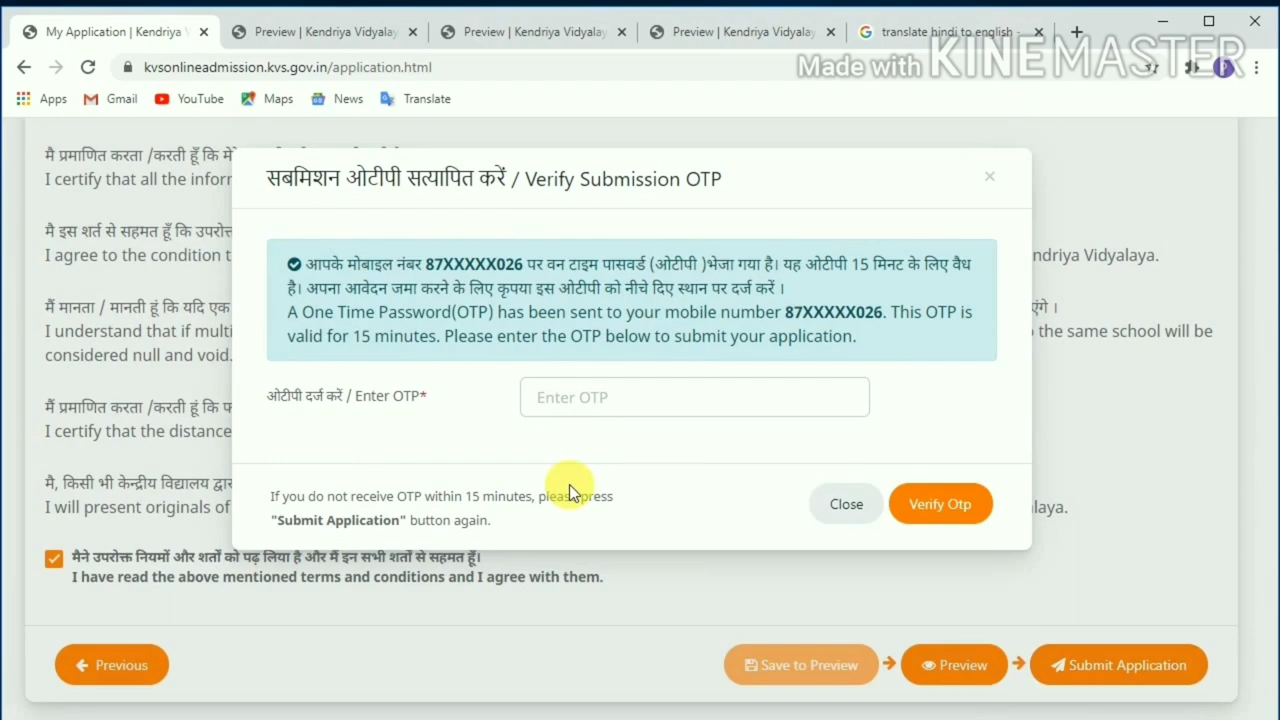 My Application | Kendriya V
Preview | Kendriya Vidyalay
Preview | Kendriya Vidyalay
Preview | Kendriya Vidyalay
translate hindi to english -
kvsonlineadmission.kvs.gov.in/application.html
Made with KINEMASTER
Apps Gmail YouTube Maps News Translate
मै प्रमाणित करता /करती हूँ कि
I certify that all the infor
मै इस शर्त से सहमत हूँ कि
I agree to the condition t
ndriya Vidyalaya.
मैं मानता / मानती हूं कि यदि एक
I understand that if multi
the same school will be
considered null and void.
मैं प्रमाणित करता /करती हूं कि
I certify that the distance
मै, किसी भी केन्द्रीय विद्यालय
I will present originals of
laya.
सबमिशन ओटीपी सत्यापित करें / Verify Submission OTP
×
आपके मोबाइल नंबर 87XXXXX026 पर वन टाइम पासवर्ड (ओटीपी )भेजा गया है। यह ओटीपी 15 मिनट के लिए वैध
है। अपना आवेदन जमा करने के लिए कृपया इस ओटीपी को नीचे दिए स्थान पर दर्ज करें ।
A One Time Password(OTP) has been sent to your mobile number 87XXXXX026. This OTP is
valid for 15 minutes. Please enter the OTP below to submit your application.
ओटीपी दर्ज करें / Enter OTP*
Enter OTP
If you do not receive OTP within 15 minutes, please press
"Submit Application" button again.
Close
Verify Otp
मैने उपरोक्त नियमों और शर्तों को पढ़ लिया है और मैं इन सभी शर्तों से सहमत हूँ।
I have read the above mentioned terms and conditions and I agree with them.
Previous
Save to Preview
Preview
Submit Application